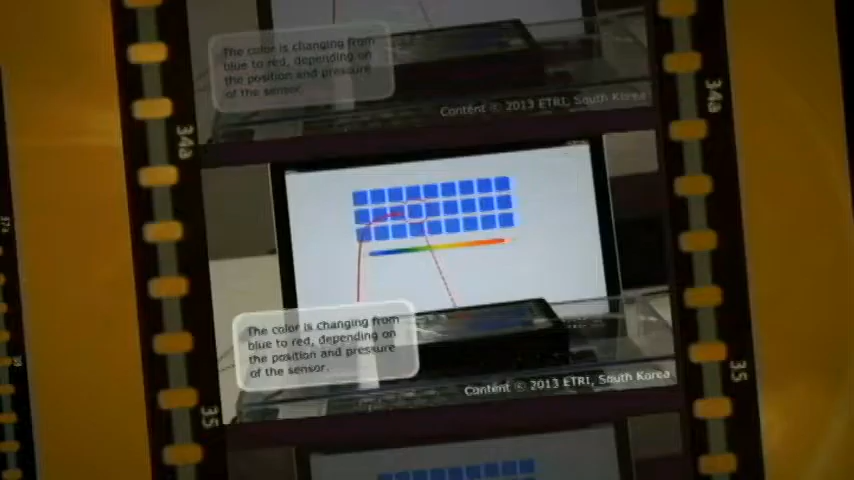 The color is changing from
blue to red, depending on
the position and pressure
of the sensor.
Content © 2013 ETRI, South Korea
34a
34a
The color is changing from
blue to red, depending on
the position and pressure
of the sensor.
Content © 2013 ETRI, South Korea
35
35